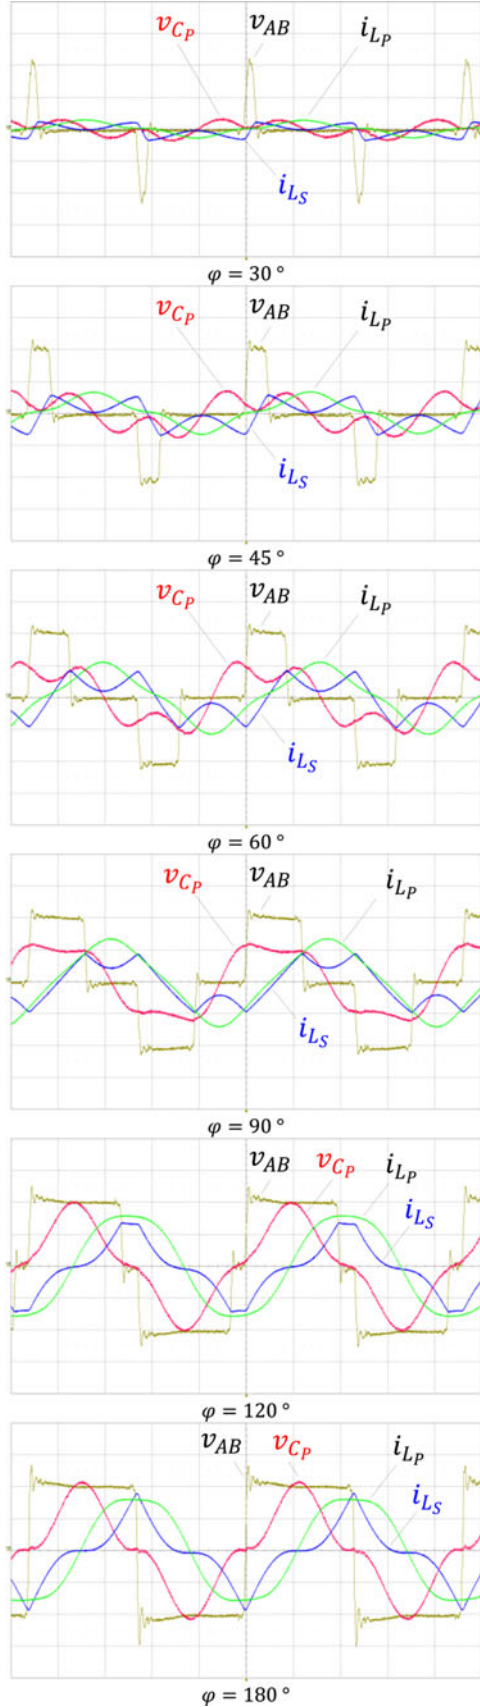 v_{C_P} v_{AB} i_{L_P}
i_{L_S}
φ = 30 °
v_{C_P} v_{AB} i_{L_P}
i_{L_S}
φ = 45 °
v_{C_P} v_{AB} i_{L_P}
i_{L_S}
φ = 60 °
v_{C_P} v_{AB} i_{L_P}
i_{L_S}
φ = 90 °
v_{AB} v_{C_P} i_{L_P}
i_{L_S}
φ = 120 °
v_{AB} v_{C_P} i_{L_P}
i_{L_S}
φ = 180 °